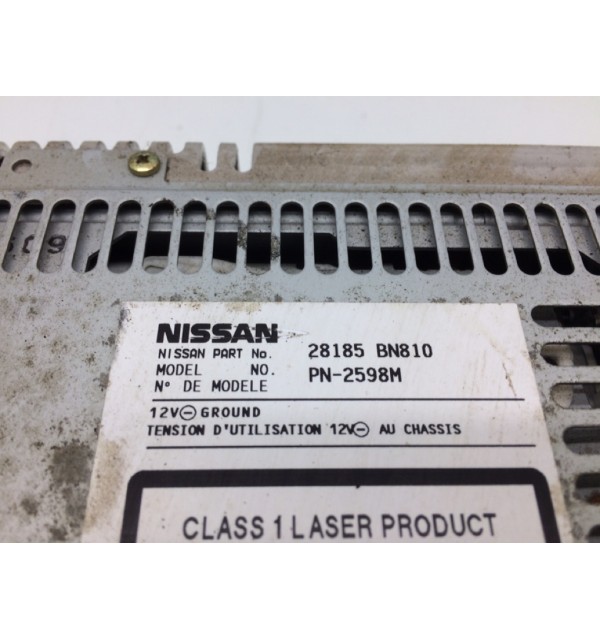 NISSAN
NISSAN PART No. 28185 BN810
MODEL NO. PN-2598M
N° DE MODELE
12V⊖GROUND
TENSION D'UTILISATION 12V⊖ AU CHASSIS
CLASS 1 LASER PRODUCT